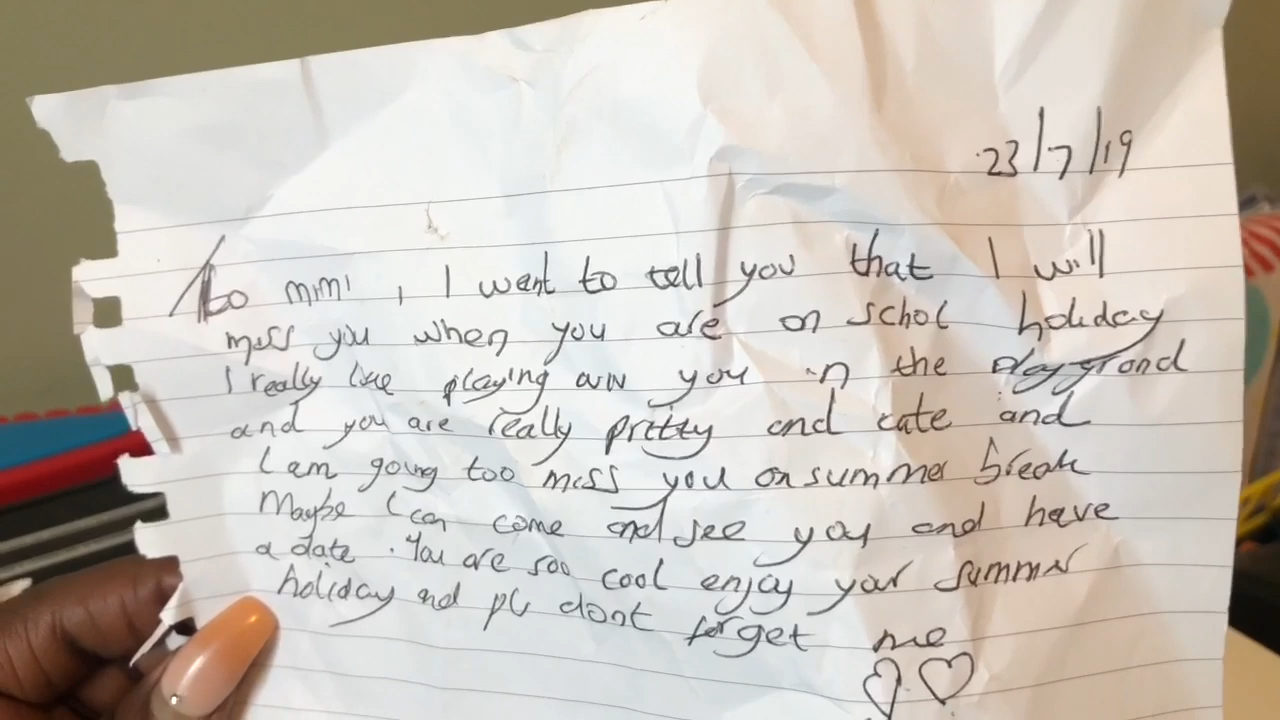 23/7/19
To mimi, I want to tell you that I will
miss you when you are on school holiday
I really like playing you in the playgrond
and you are really pretty and cute and
I am going too miss you on summer break
Maybe I can come and see you and have
a date. You are soo cool enjoy your summer
holiday and pl dont forget me